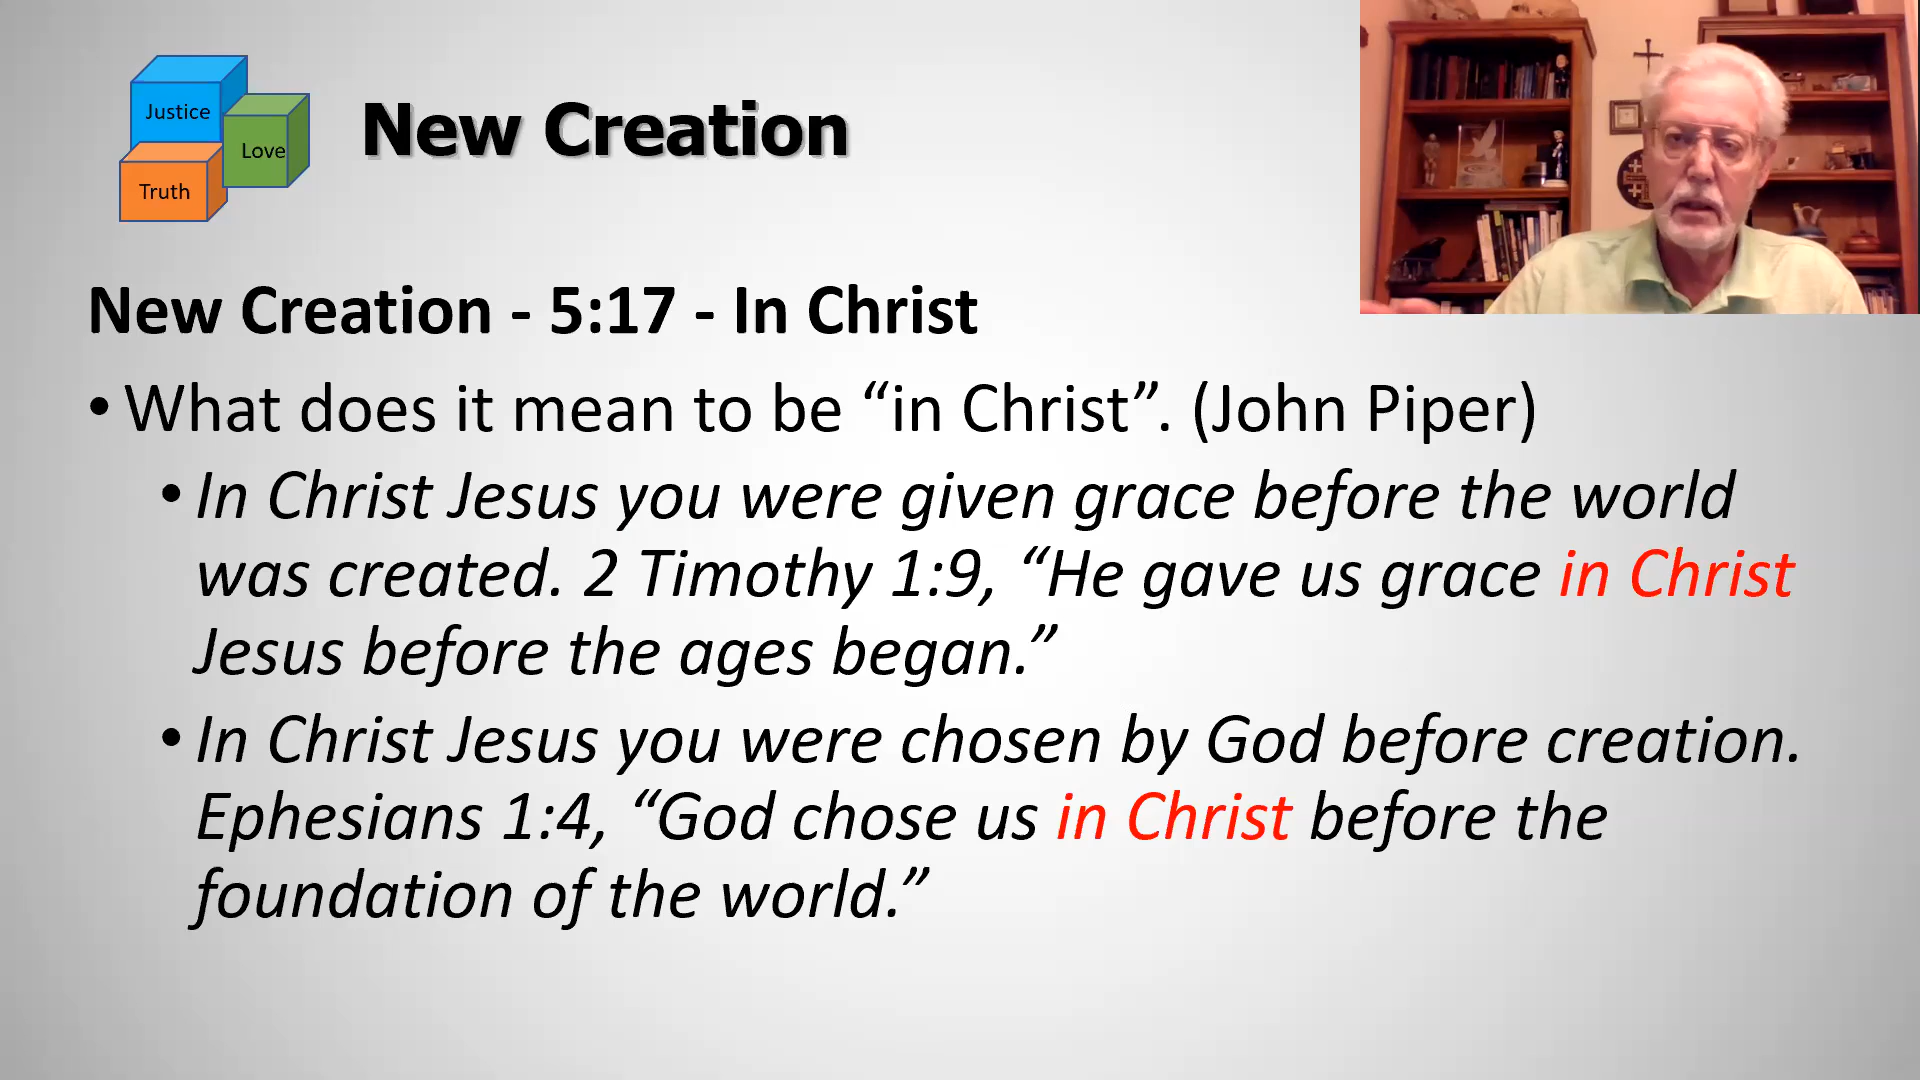 Justice
Love
Truth
New Creation
New Creation - 5:17 - In Christ
• What does it mean to be “in Christ”. (John Piper)
• In Christ Jesus you were given grace before the world
was created. 2 Timothy 1:9, “He gave us grace in Christ
Jesus before the ages began.”
• In Christ Jesus you were chosen by God before creation.
Ephesians 1:4, “God chose us in Christ before the
foundation of the world.”